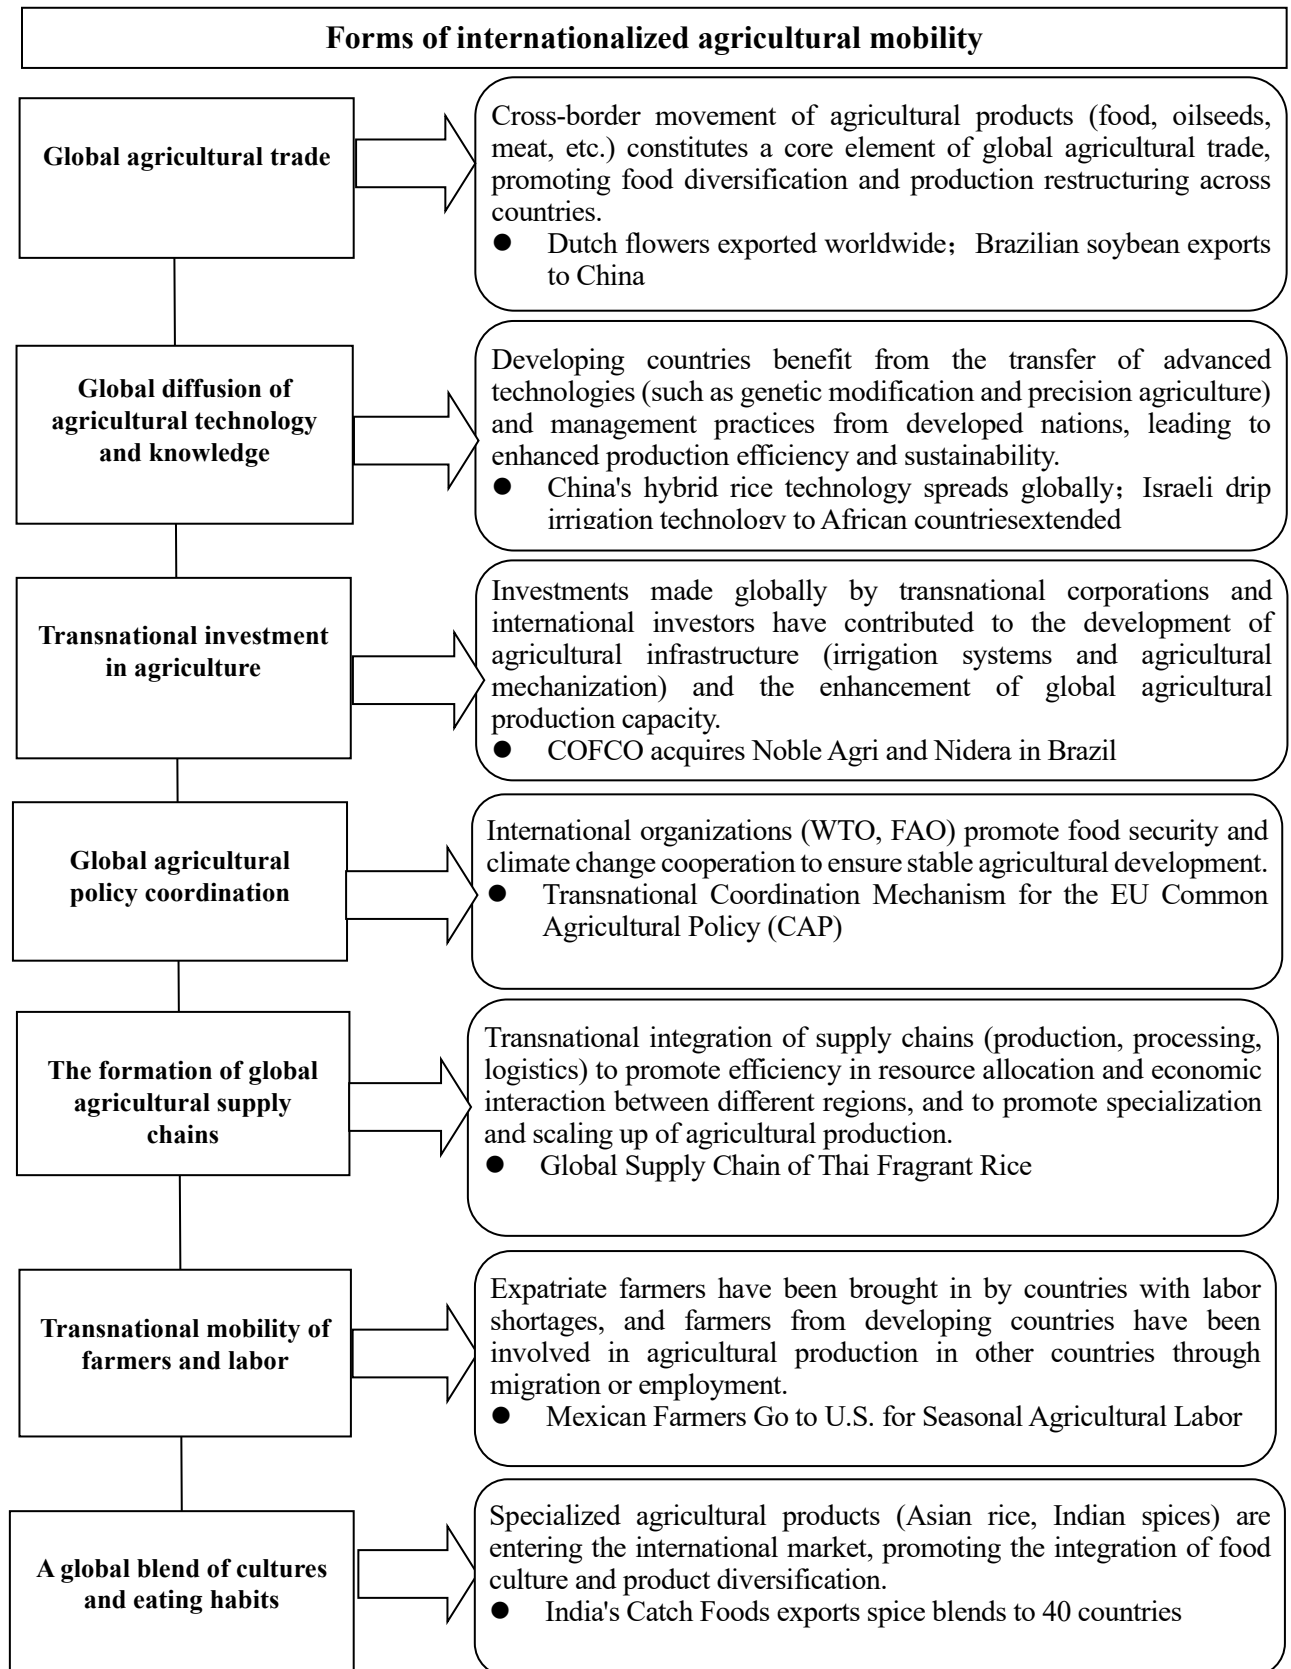 Forms of internationalized agricultural mobility
Global agricultural trade
Cross-border movement of agricultural products (food, oilseeds,
meat, etc.) constitutes a core element of global agricultural trade,
promoting food diversification and production restructuring across
countries.
● Dutch flowers exported worldwide；Brazilian soybean exports
to China
Global diffusion of
agricultural technology
and knowledge
Developing countries benefit from the transfer of advanced
technologies (such as genetic modification and precision agriculture)
and management practices from developed nations, leading to
enhanced production efficiency and sustainability.
● China's hybrid rice technology spreads globally；Israeli drip
irrigation technology to African countriesextended
Transnational investment
in agriculture
Investments made globally by transnational corporations and
international investors have contributed to the development of
agricultural infrastructure (irrigation systems and agricultural
mechanization) and the enhancement of global agricultural
production capacity.
● COFCO acquires Noble Agri and Nidera in Brazil
Global agricultural
policy coordination
International organizations (WTO, FAO) promote food security and
climate change cooperation to ensure stable agricultural development.
● Transnational Coordination Mechanism for the EU Common
Agricultural Policy (CAP)
The formation of global
agricultural supply
chains
Transnational integration of supply chains (production, processing,
logistics) to promote efficiency in resource allocation and economic
interaction between different regions, and to promote specialization
and scaling up of agricultural production.
● Global Supply Chain of Thai Fragrant Rice
Transnational mobility of
farmers and labor
Expatriate farmers have been brought in by countries with labor
shortages, and farmers from developing countries have been
involved in agricultural production in other countries through
migration or employment.
● Mexican Farmers Go to U.S. for Seasonal Agricultural Labor
A global blend of cultures
and eating habits
Specialized agricultural products (Asian rice, Indian spices) are
entering the international market, promoting the integration of food
culture and product diversification.
● India's Catch Foods exports spice blends to 40 countries